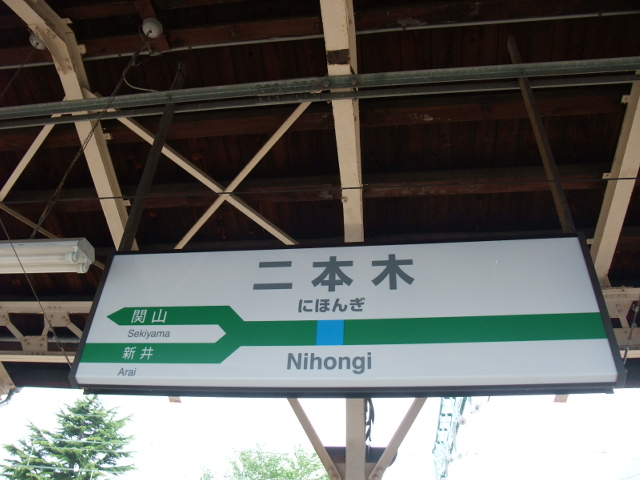 二本木
にほんぎ
関山
Sekiyama
新井
Arai
Nihongi